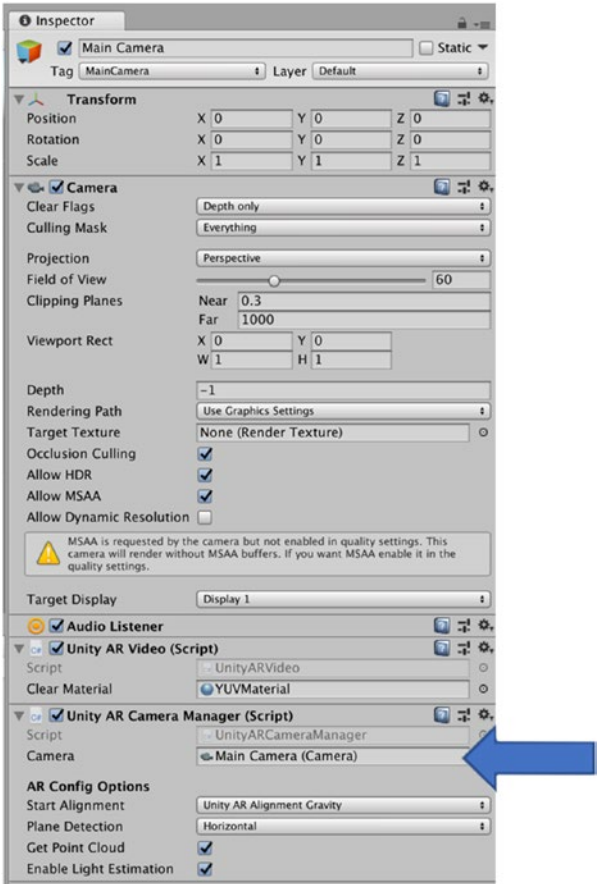 Inspector
Main Camera Static
Tag MainCamera Layer Default
Transform
Position X 0 Y 0 Z 0
Rotation X 0 Y 0 Z 0
Scale X 1 Y 1 Z 1
Camera
Clear Flags Depth only
Culling Mask Everything
Projection Perspective
Field of View 60
Clipping Planes Near 0.3
Far 1000
Viewport Rect X 0 Y 0
W 1 H 1
Depth -1
Rendering Path Use Graphics Settings
Target Texture None (Render Texture)
Occlusion Culling
Allow HDR
Allow MSAA
Allow Dynamic Resolution
MSAA is requested by the camera but not enabled in quality settings. This
camera will render without MSAA buffers. If you want MSAA enable it in the
quality settings.
Target Display Display 1
Audio Listener
C# Unity AR Video (Script)
Script UnityARVideo
Clear Material YUVMaterial
C# Unity AR Camera Manager (Script)
Script UnityARCameraManager
Camera Main Camera (Camera)
AR Config Options
Start Alignment Unity AR Alignment Gravity
Plane Detection Horizontal
Get Point Cloud
Enable Light Estimation